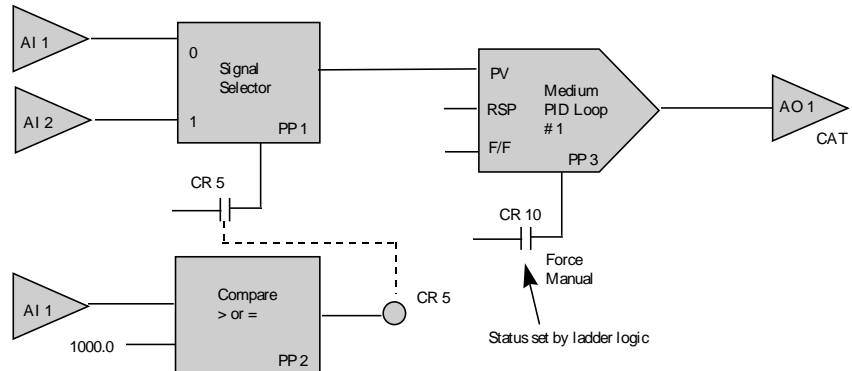 AI 1
0
Signal
Selector
AI 2
1
PP 1
CR 5
PV
Medium
PID Loop
# 1
RSP
F/F
PP 3
AO 1
CAT
CR 10
Force
Manual
Status set by ladder logic
AI 1
Compare
> or =
CR 5
1000.0
PP 2